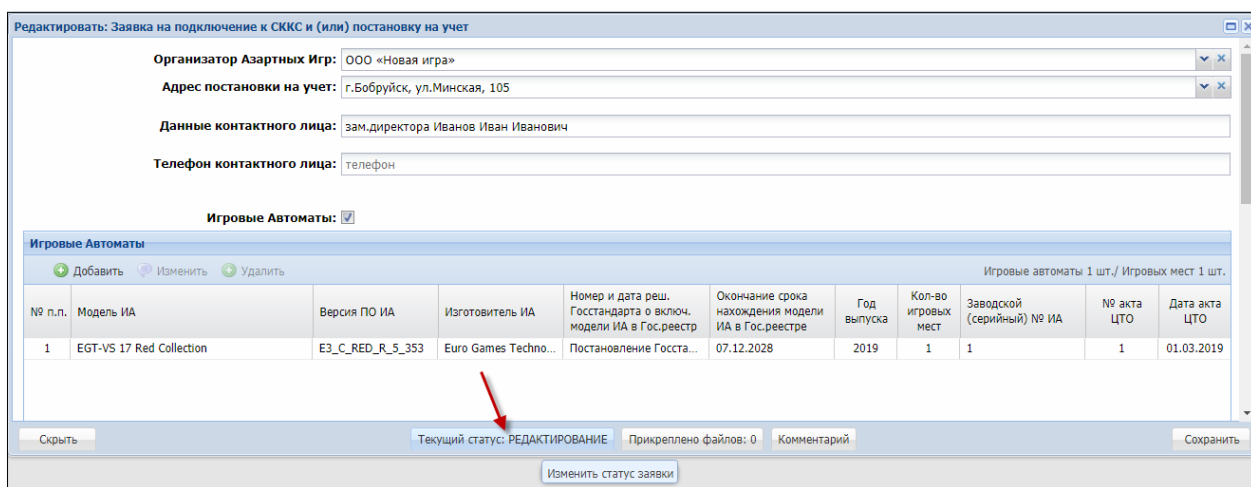 Редактировать: Заявка на подключение к СККС и (или) постановку на учет
Организатор Азартных Игр: ООО «Новая игра»
Адрес постановки на учет: г.Бобруйск, ул.Минская, 105
Данные контактного лица: зам.директора Иванов Иван Иванович
Телефон контактного лица: телефон
Игровые Автоматы:
Игровые Автоматы
Добавить Изменить Удалить Игровые автоматы 1 шт./ Игровых мест 1 шт.
№ п.п. Модель ИА Версия ПО ИА Изготовитель ИА Номер и дата реш. Госстандарта о включ. модели ИА в Гос.реестр Окончание срока нахождения модели ИА в Гос.реестре Год выпуска Кол-во игровых мест Заводской (серийный) № ИА № акта ЦТО Дата акта ЦТО
1 EGT-VS 17 Red Collection E3_C_RED_R_5_353 Euro Games Techno... Постановление Госста... 07.12.2028 2019 1 1 1 01.03.2019
Скрыть Текущий статус: РЕДАКТИРОВАНИЕ Прикреплено файлов: 0 Комментарий Сохранить
Изменить статус заявки